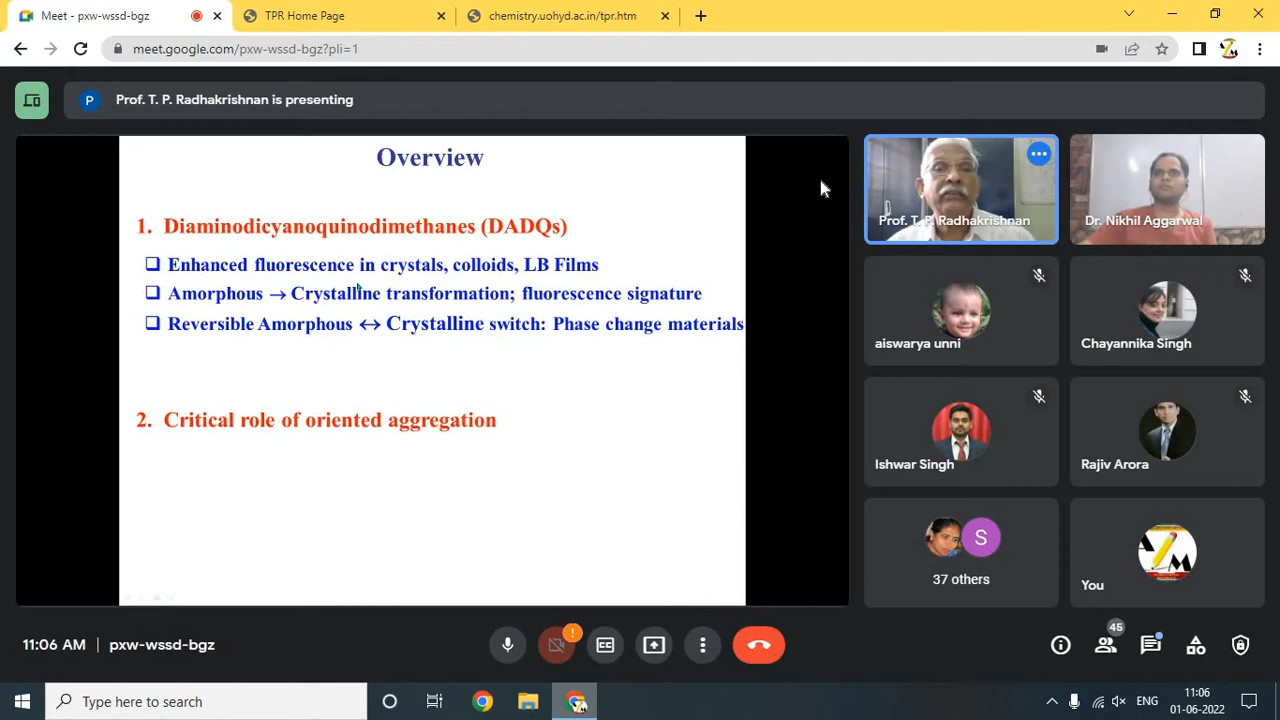 Meet - pxw-wssd-bgz
TPR Home Page
chemistry.uohyd.ac.in/tpr.htm
meet.google.com/pxw-wssd-bgz?pli=1
P
Prof. T. P. Radhakrishnan is presenting
Overview
1. Diaminodicyanoquinodimethanes (DADQs)
Enhanced fluorescence in crystals, colloids, LB Films
Amorphous → Crystalline transformation; fluorescence signature
Reversible Amorphous ↔ Crystalline switch: Phase change materials
2. Critical role of oriented aggregation
Prof. T. P. Radhakrishnan
Dr. Nikhil Aggarwal
aiswarya unni
Chayannika Singh
Ishwar Singh
Rajiv Arora
S
37 others
You
11:06 AM | pxw-wssd-bgz
CC
45
Type here to search
ENG
11:06
01-06-2022